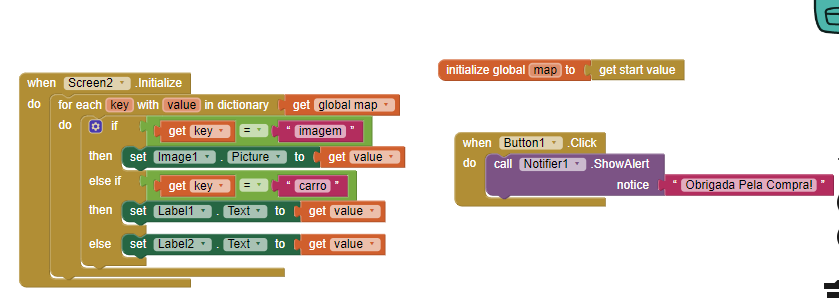 when Screen2 .Initialize
do for each key with value in dictionary get global map
do if get key = " imagem "
then set Image1 . Picture to get value
else if get key = " carro "
then set Label1 . Text to get value
else set Label2 . Text to get value
initialize global map to get start value
when Button1 .Click
do call Notifier1 .ShowAlert
notice " Obrigada Pela Compra! "